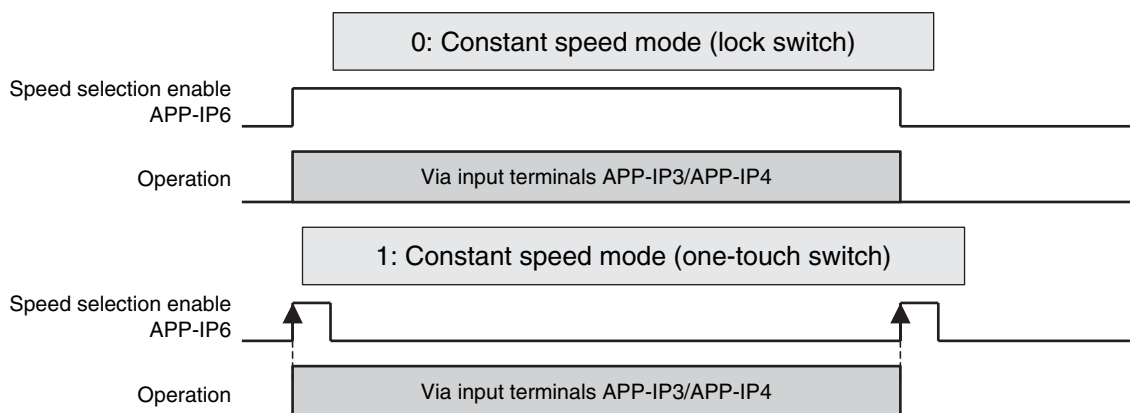 0: Constant speed mode (lock switch)
Speed selection enable
APP-IP6
Operation
Via input terminals APP-IP3/APP-IP4
1: Constant speed mode (one-touch switch)
Speed selection enable
APP-IP6
Operation
Via input terminals APP-IP3/APP-IP4